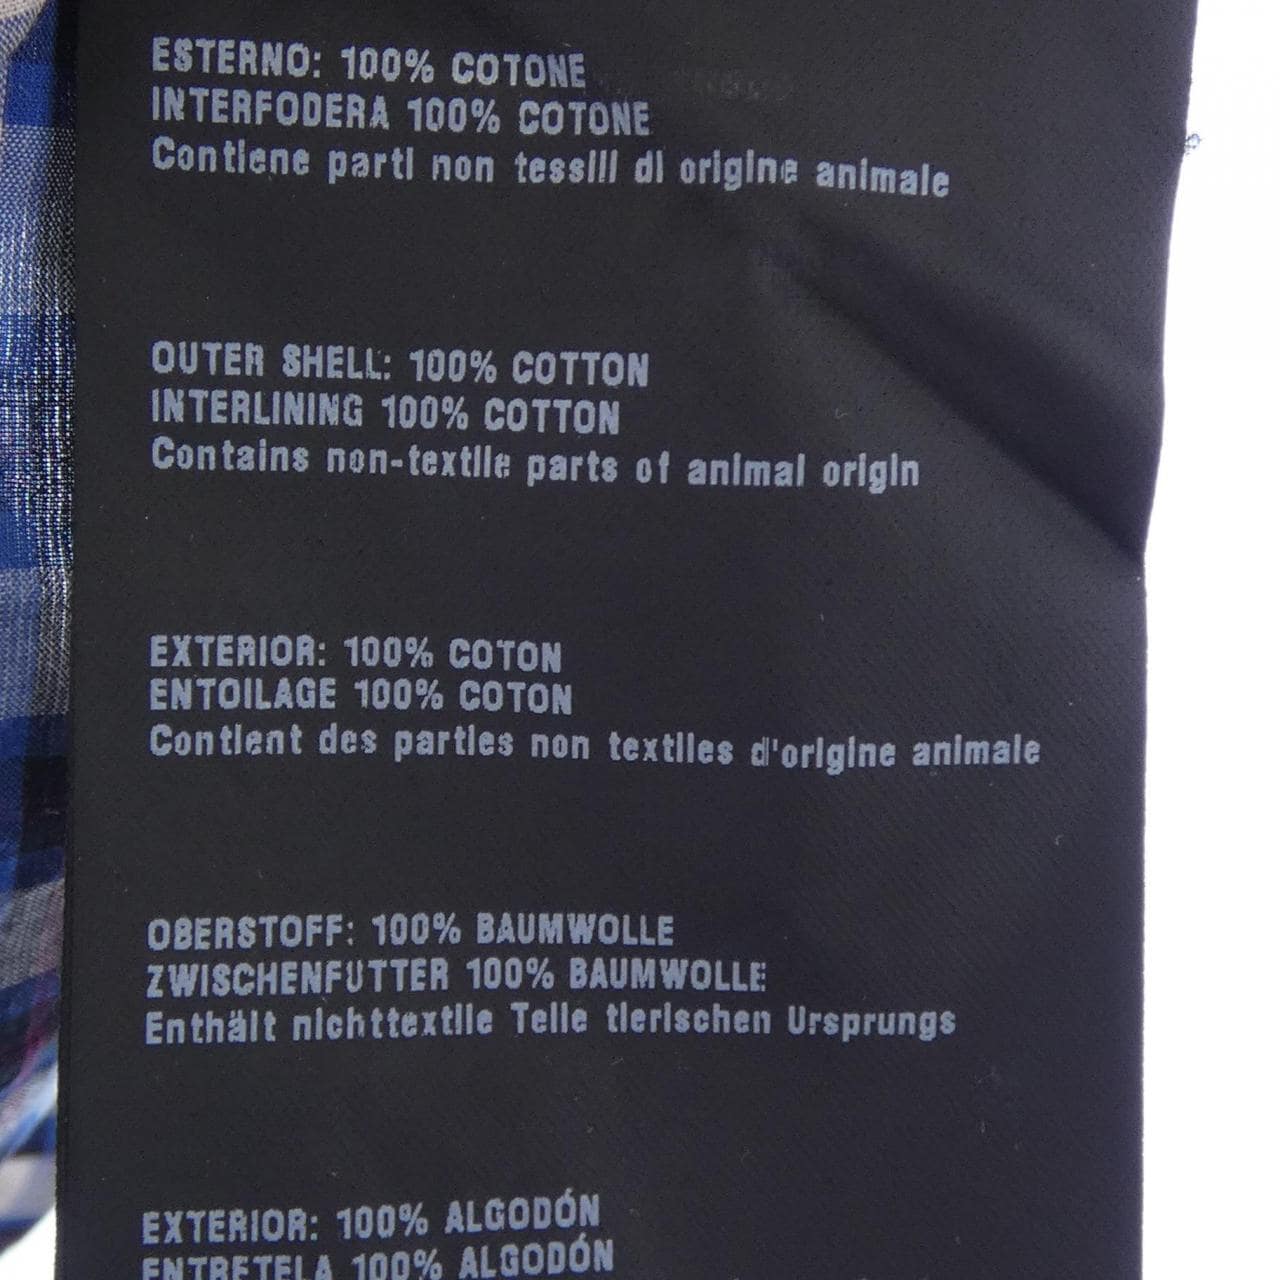 ESTERNO: 100% COTONE
INTERFODERA 100% COTONE
Contiene parti non tessili di origine animale
OUTER SHELL: 100% COTTON
INTERLINING 100% COTTON
Contains non-textile parts of animal origin
EXTERIOR: 100% COTON
ENTOILAGE 100% COTON
Contient des parties non textiles d'origine animale
OBERSTOFF: 100% BAUMWOLLE
ZWISCHENFUTTER 100% BAUMWOLLE
Enthält nichttextile Teile tierischen Ursprungs
EXTERIOR: 100% ALGODÓN
ENTRETELA 100% ALGODÓN